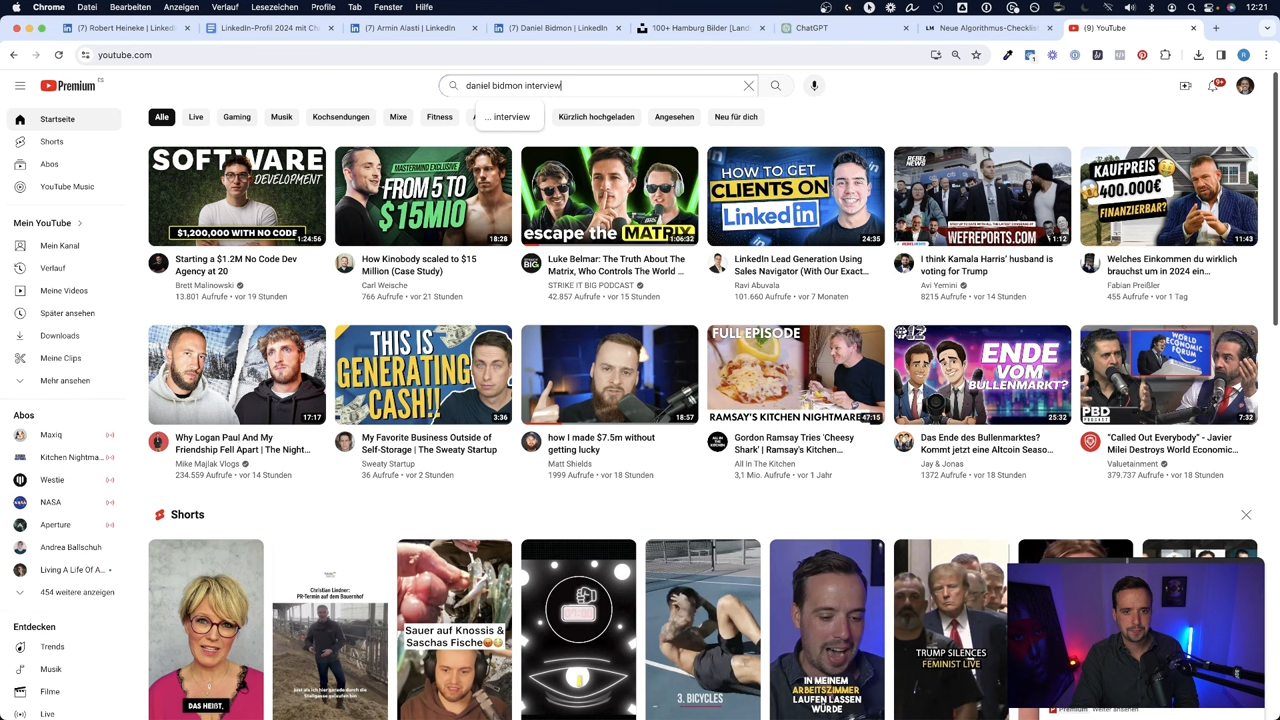 Chrome Datei Bearbeiten Anzeigen Verlauf Lesezeichen Profile Tab Fenster Hilfe
12:21
(7) Robert Heineke | LinkedI
LinkedIn-Profil 2024 mit Ch
Armin Alasti | LinkedIn
(7) Daniel Bidmon | LinkedIn
100+ Hamburg Bilder [Land
ChatGPT
Neue Algorithmus-Checklis
(9) YouTube
youtube.com
Premium ES
daniel bidmon interview
9+
... interview
Alle
Live
Gaming
Musik
Kochsendungen
Mixe
Fitness
Kürzlich hochgeladen
Angesehen
Neu für dich
Startseite
Shorts
Abos
YouTube Music
Mein YouTube
Mein Kanal
Verlauf
Meine Videos
Später ansehen
Downloads
Meine Clips
Mehr ansehen
Abos
Maxiq
Kitchen Nightma...
Westie
NASA
Aperture
Andrea Ballschuh
Living A Life Of A...
454 weitere anzeigen
Entdecken
Trends
Musik
Filme
Live
SOFTWARE
DEVELOPMENT
$1,200,000 WITH NO CODE
1:24:56
Starting a $1.2M No Code Dev
Agency at 20
Brett Malinowski
13.801 Aufrufe • vor 19 Stunden
MASTERMIND EXCLUSIVE
FROM 5 TO
$15MIO
18:28
How Kinobody scaled to $15
Million (Case Study)
Carl Weische
766 Aufrufe • vor 21 Stunden
escape the MATRIX
1:06:32
Luke Belmar: The Truth About The
Matrix, Who Controls The World ...
STRIKE IT BIG PODCAST
42.857 Aufrufe • vor 15 Stunden
HOW TO GET
CLIENTS ON
LinkedIn
24:35
LinkedIn Lead Generation Using
Sales Navigator (With Our Exact...
Ravi Abuvala
101.660 Aufrufe • vor 7 Monaten
REBEL
NEWS
WEFREPORTS.COM
1:12
I think Kamala Harris' husband is
voting for Trump
Avi Yemini
8215 Aufrufe • vor 14 Stunden
KAUFPREIS
400.000€
FINANZIERBAR?
11:43
Welches Einkommen du wirklich
brauchst um in 2024 ein...
Fabian Preißler
455 Aufrufe • vor 1 Tag
17:17
Why Logan Paul And My
Friendship Fell Apart | The Night...
Mike Majlak Vlogs
234.559 Aufrufe • vor 14 Stunden
THIS IS
GENERATING
CASH!!
3:36
My Favorite Business Outside of
Self-Storage | The Sweaty Startup
Sweaty Startup
36 Aufrufe • vor 2 Stunden
18:57
how I made $7.5m without
getting lucky
Matt Shields
1999 Aufrufe • vor 18 Stunden
FULL EPISODE
RAMSAY'S KITCHEN NIGHTMARE
47:15
Gordon Ramsay Tries 'Cheesy
Shark' | Ramsay's Kitchen...
All In The Kitchen
3,1 Mio. Aufrufe • vor 1 Jahr
#12
ENDE
VOM
BULLENMARKT?
25:32
Das Ende des Bullenmarktes?
Kommt jetzt eine Altcoin Seaso...
Jay & Jonas
1372 Aufrufe • vor 18 Stunden
WORLD
ECONOMIC
FORUM
PBD
PODCAST
7:32
"Called Out Everybody" - Javier
Milei Destroys World Economic...
Valuetainment
379.737 Aufrufe • vor 18 Stunden
Shorts
DAS HEIẞT,
Christian Lindner:
PR-Termin auf dem Bauernhof
Sauer auf Knossis &
Saschas Fische
3. BICYCLES
IN MEINEM
ARBEITSZIMMER
LAUFEN LASSEN
WÜRDE
TRUMP SILENCES
FEMINIST LIVE
Premium Weiter ansehen